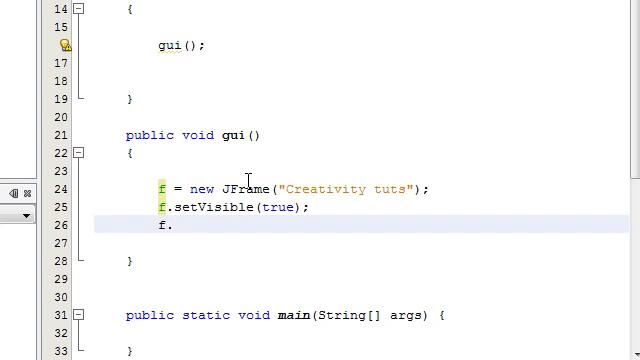 14 {
15
gui();
17
18
19 }
20
21 public void gui()
22 {
23
24 f = new JFrame("Creativity tuts");
25 f.setVisible(true);
26 f.
27
28 }
29
30
31 public static void main(String[] args) {
32
33 }